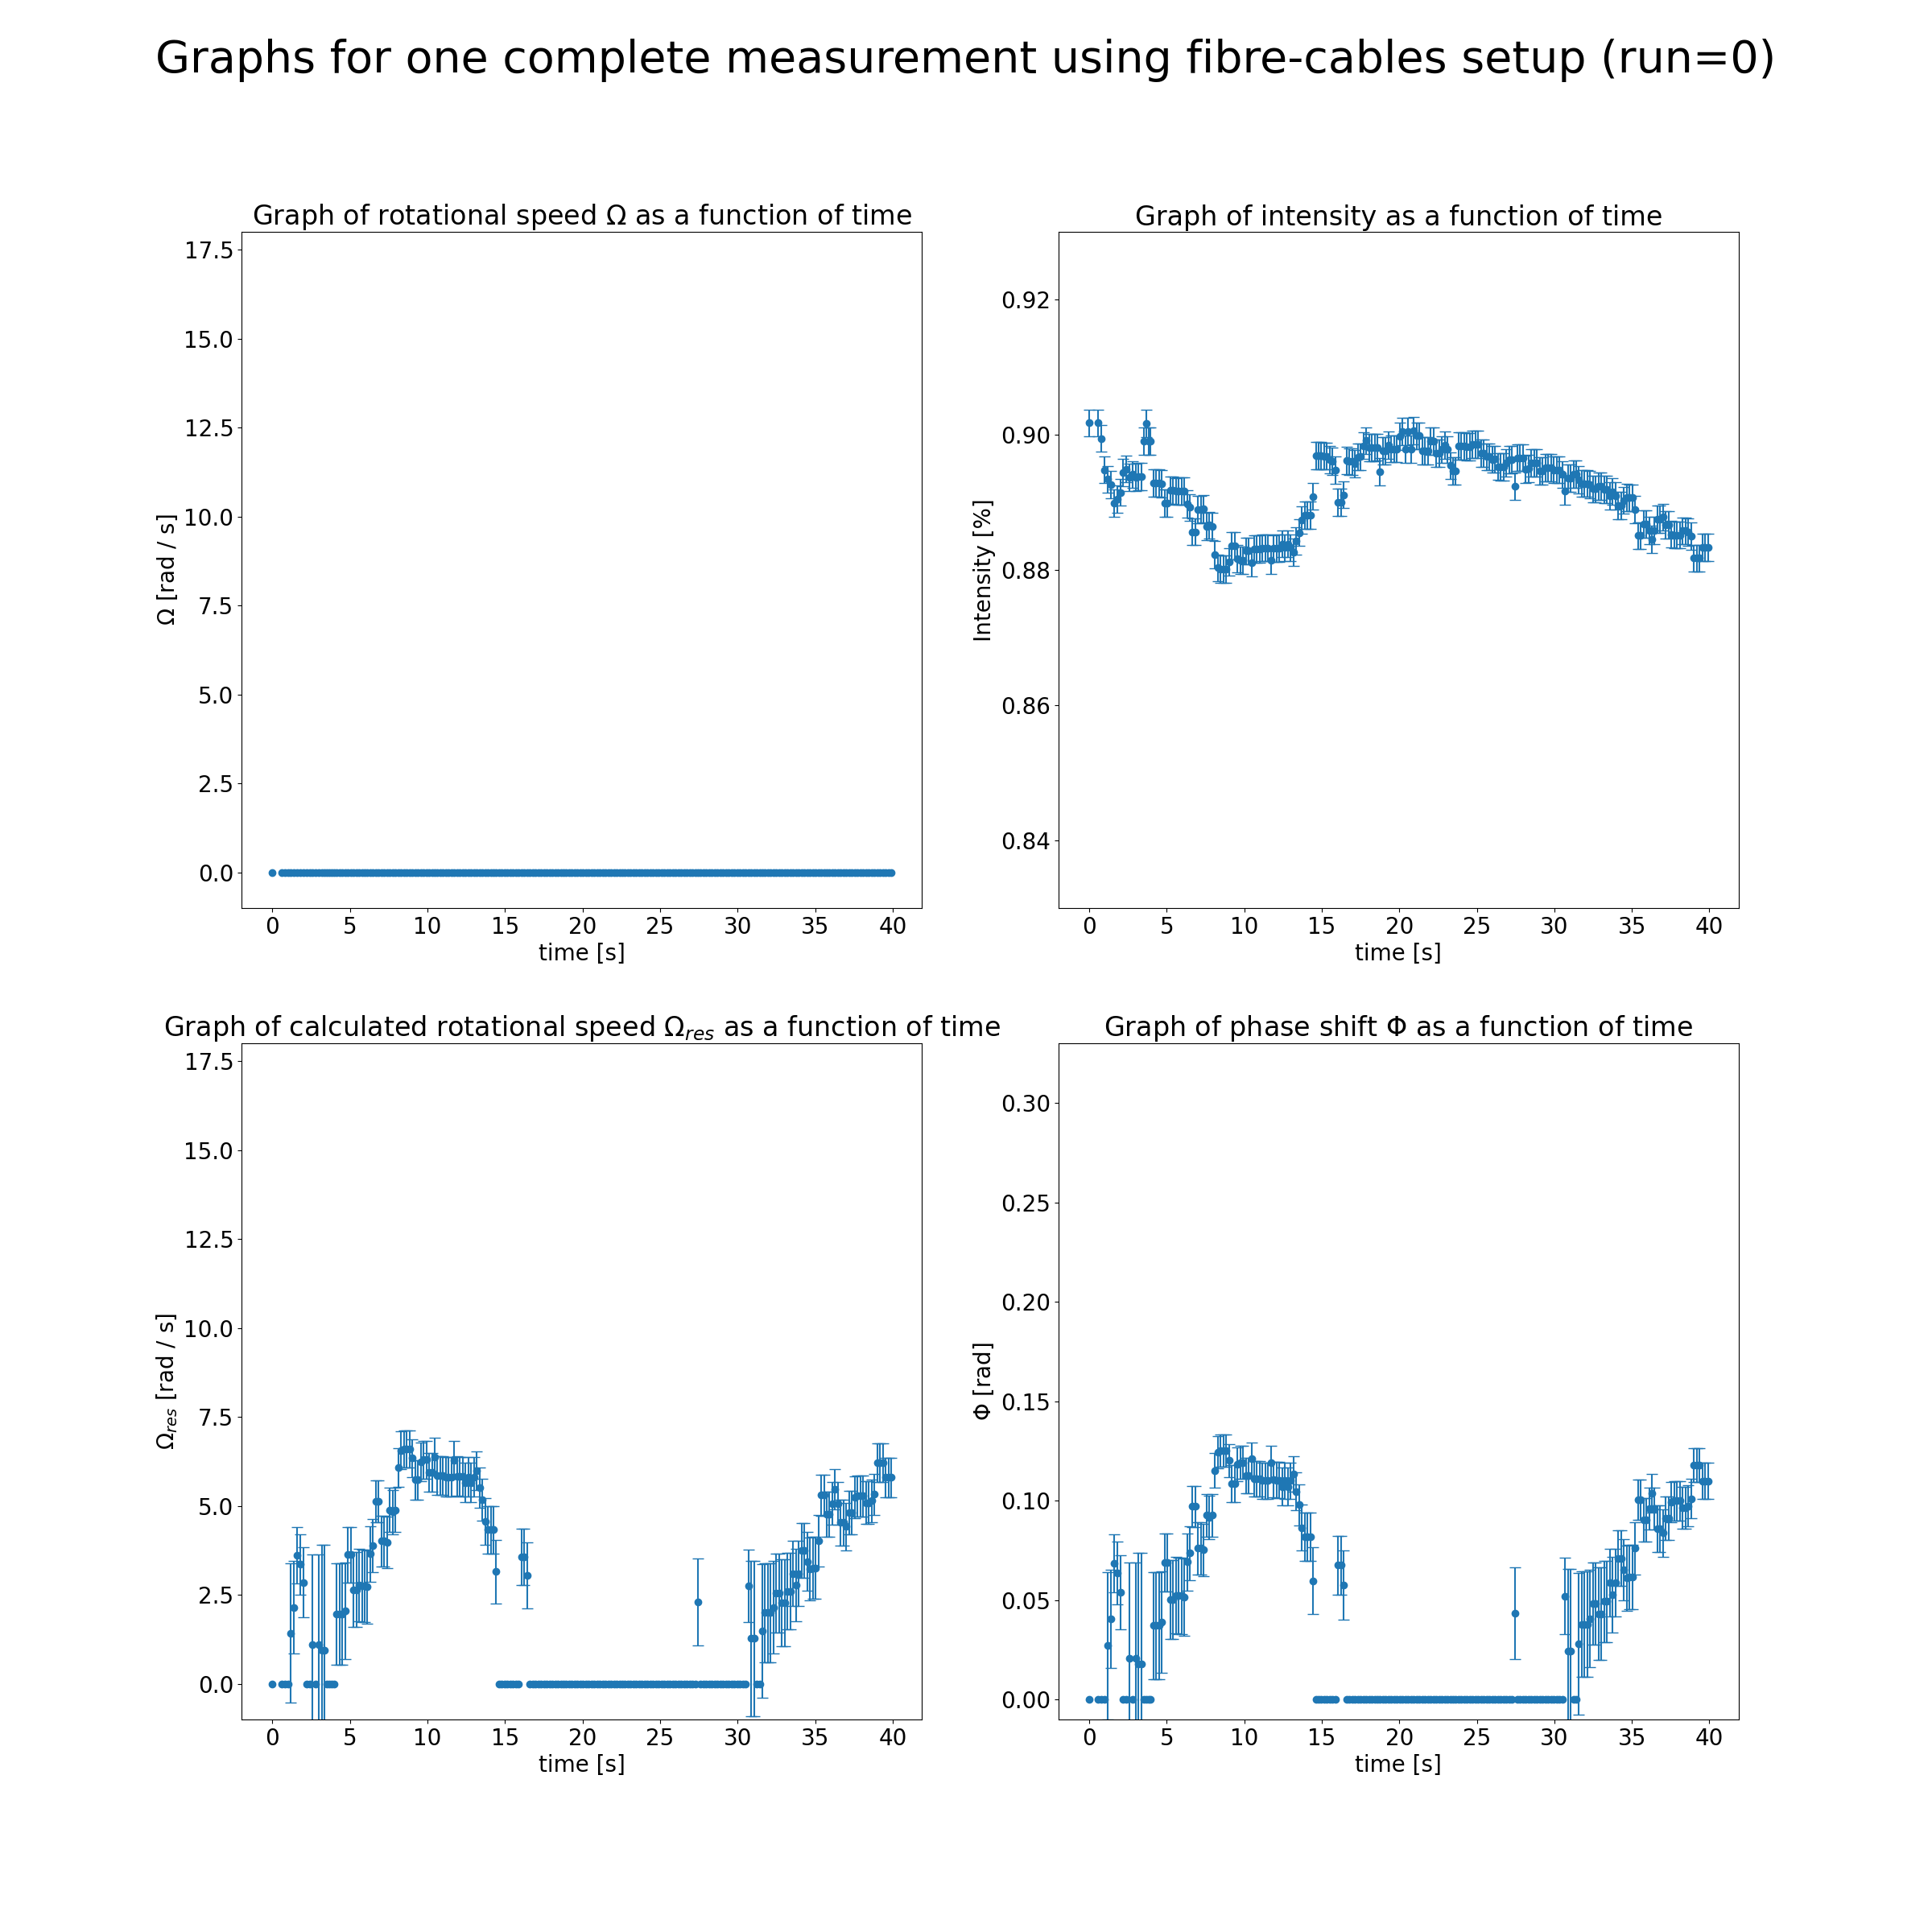 Graphs for one complete measurement using fibre-cables setup (run=0)
Graph of rotational speed Ω as a function of time
17.5
15.0
12.5
10.0
7.5
5.0
2.5
0.0
Ω [rad / s]
0 5 10 15 20 25 30 35 40
time [s]
Graph of intensity as a function of time
0.92
0.90
0.88
0.86
0.84
Intensity [%]
0 5 10 15 20 25 30 35 40
time [s]
Graph of calculated rotational speed Ω_res as a function of time
17.5
15.0
12.5
10.0
7.5
5.0
2.5
0.0
Ω_res [rad / s]
0 5 10 15 20 25 30 35 40
time [s]
Graph of phase shift Φ as a function of time
0.30
0.25
0.20
0.15
0.10
0.05
0.00
Φ [rad]
0 5 10 15 20 25 30 35 40
time [s]